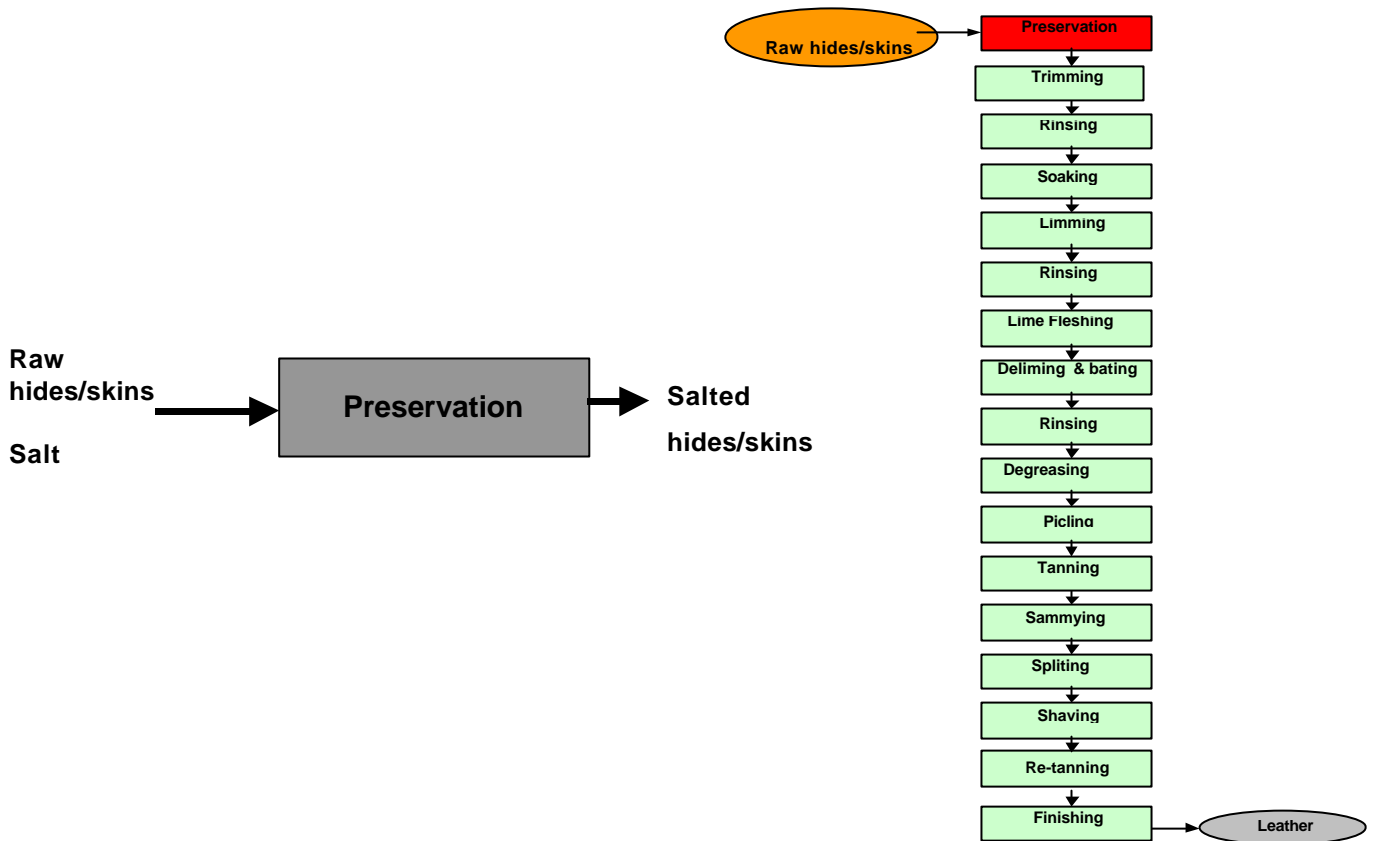 Raw
hides/skins
Salt
Preservation
Salted
hides/skins
Raw hides/skins
Preservation
Trimming
Rinsing
Soaking
Limming
Rinsing
Lime Fleshing
Deliming & bating
Rinsing
Degreasing
Picling
Tanning
Sammying
Spliting
Shaving
Re-tanning
Finishing
Leather